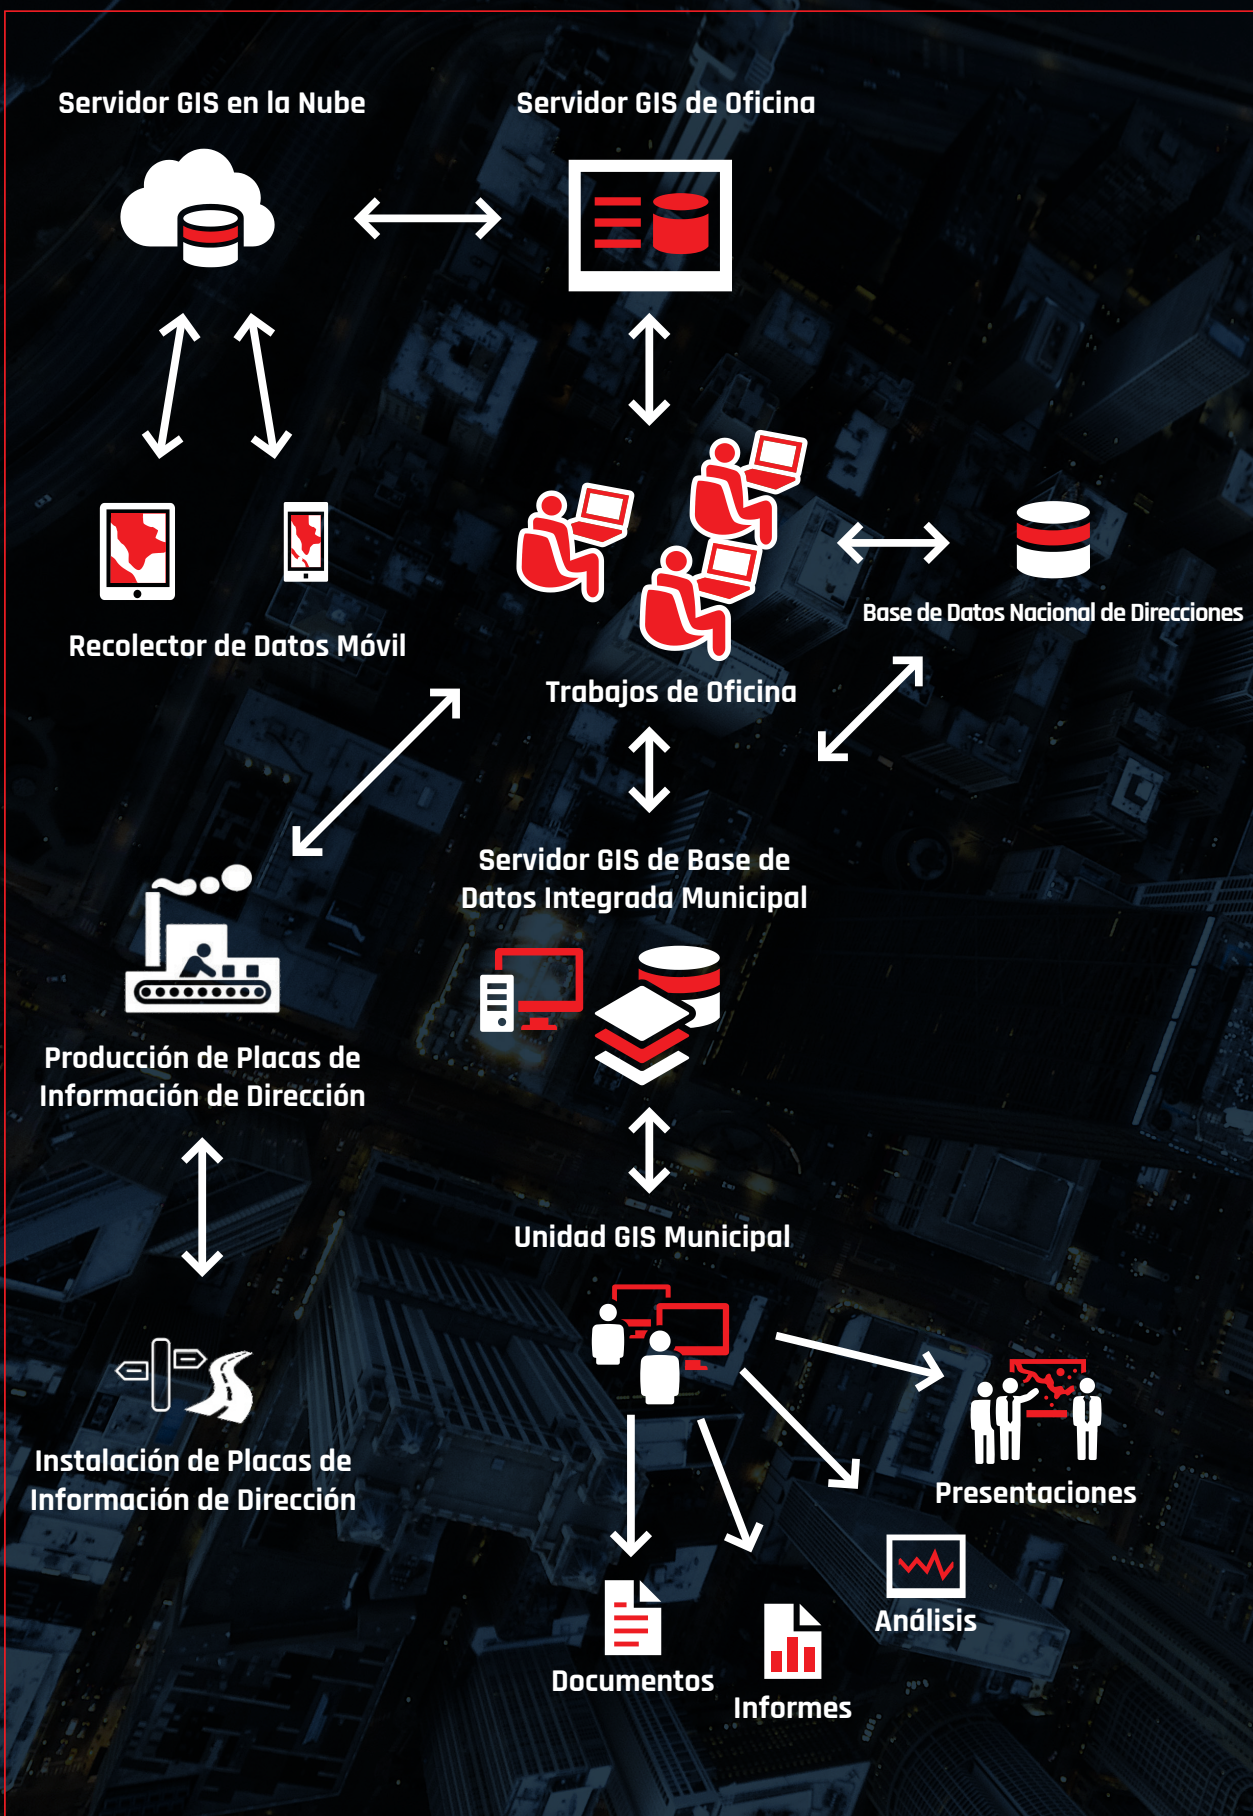 Servidor GIS en la Nube
Servidor GIS de Oficina
Recolector de Datos Móvil
Base de Datos Nacional de Direcciones
Trabajos de Oficina
Servidor GIS de Base de
Datos Integrada Municipal
Producción de Placas de
Información de Dirección
Unidad GIS Municipal
Instalación de Placas de
Información de Dirección
Presentaciones
Análisis
Documentos
Informes